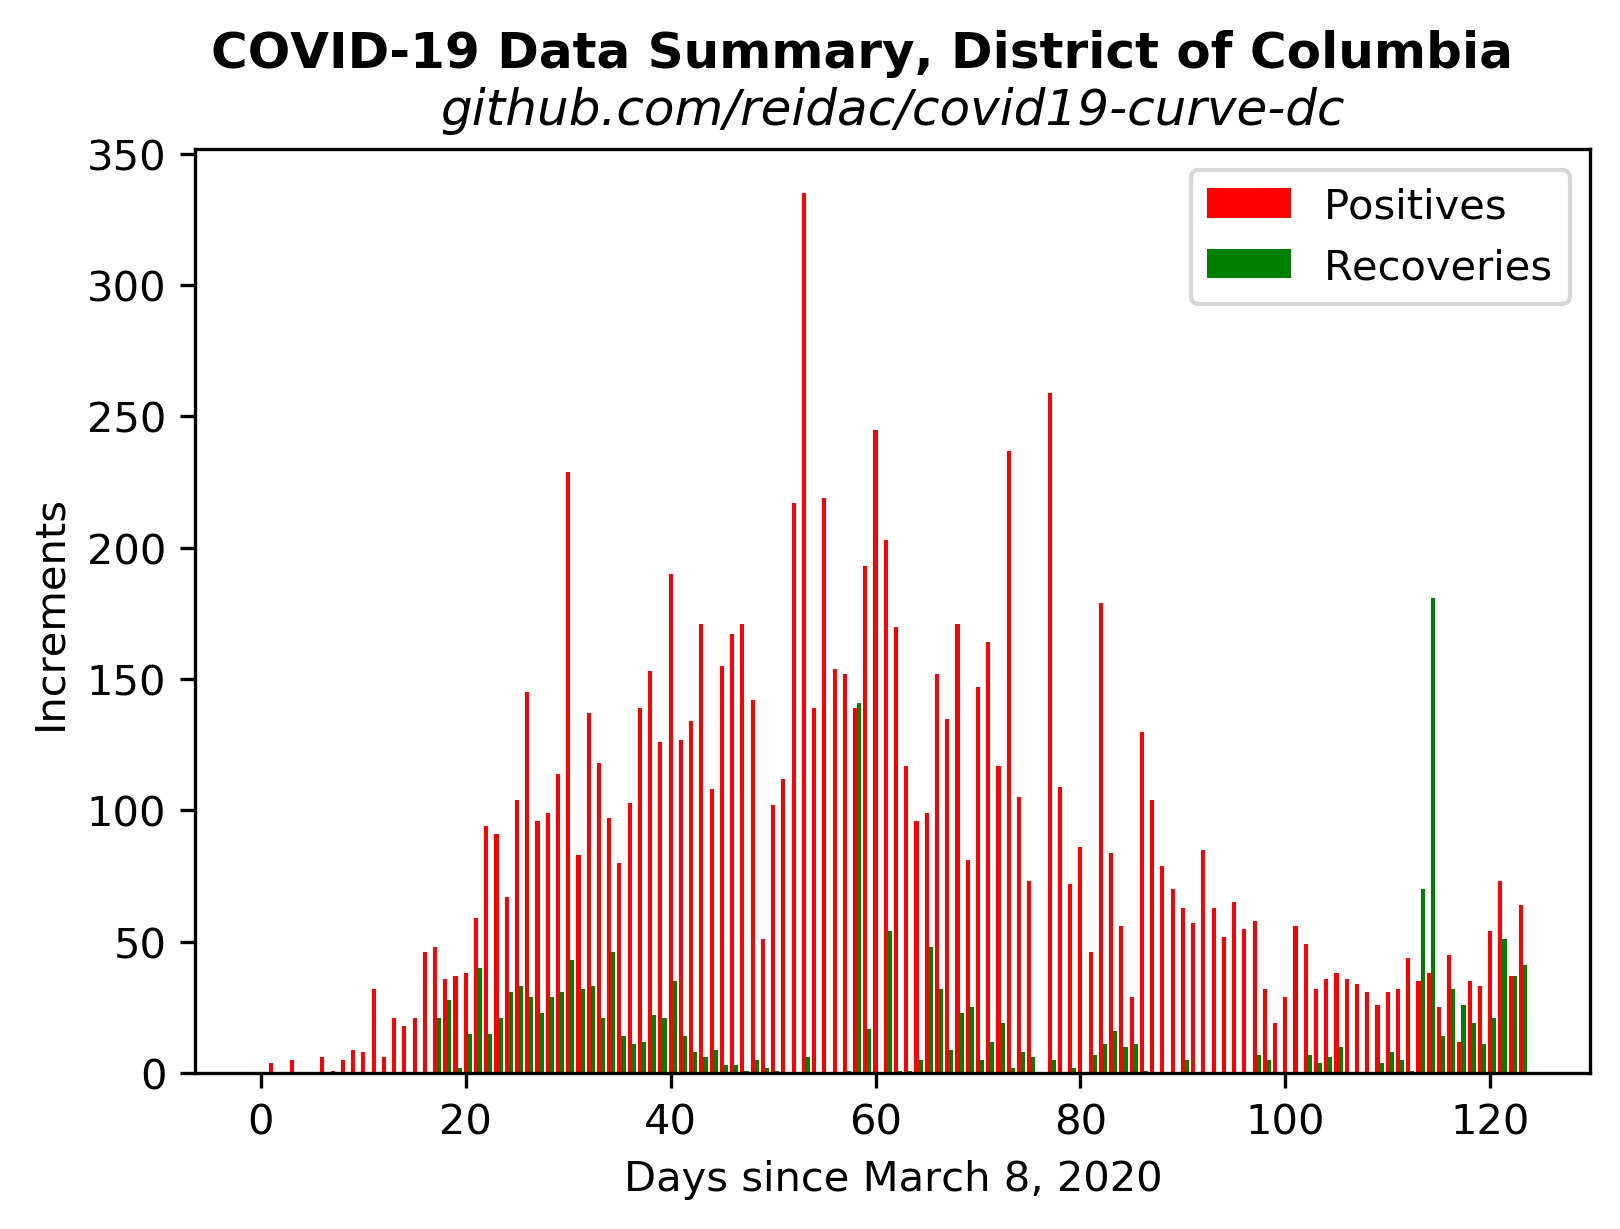 COVID-19 Data Summary, District of Columbia
github.com/reidac/covid19-curve-dc
350
300
250
200
150
100
50
0
Increments
Positives
Recoveries
0 20 40 60 80 100 120
Days since March 8, 2020